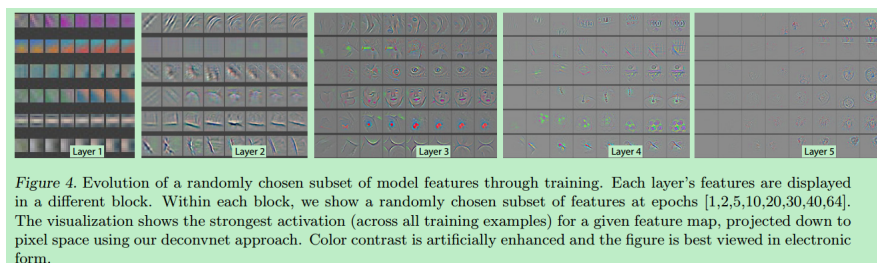 Layer 1 Layer 2 Layer 3 Layer 4 Layer 5
Figure 4. Evolution of a randomly chosen subset of model features through training. Each layer's features are displayed
in a different block. Within each block, we show a randomly chosen subset of features at epochs [1,2,5,10,20,30,40,64].
The visualization shows the strongest activation (across all training examples) for a given feature map, projected down to
pixel space using our deconvnet approach. Color contrast is artificially enhanced and the figure is best viewed in electronic
form.